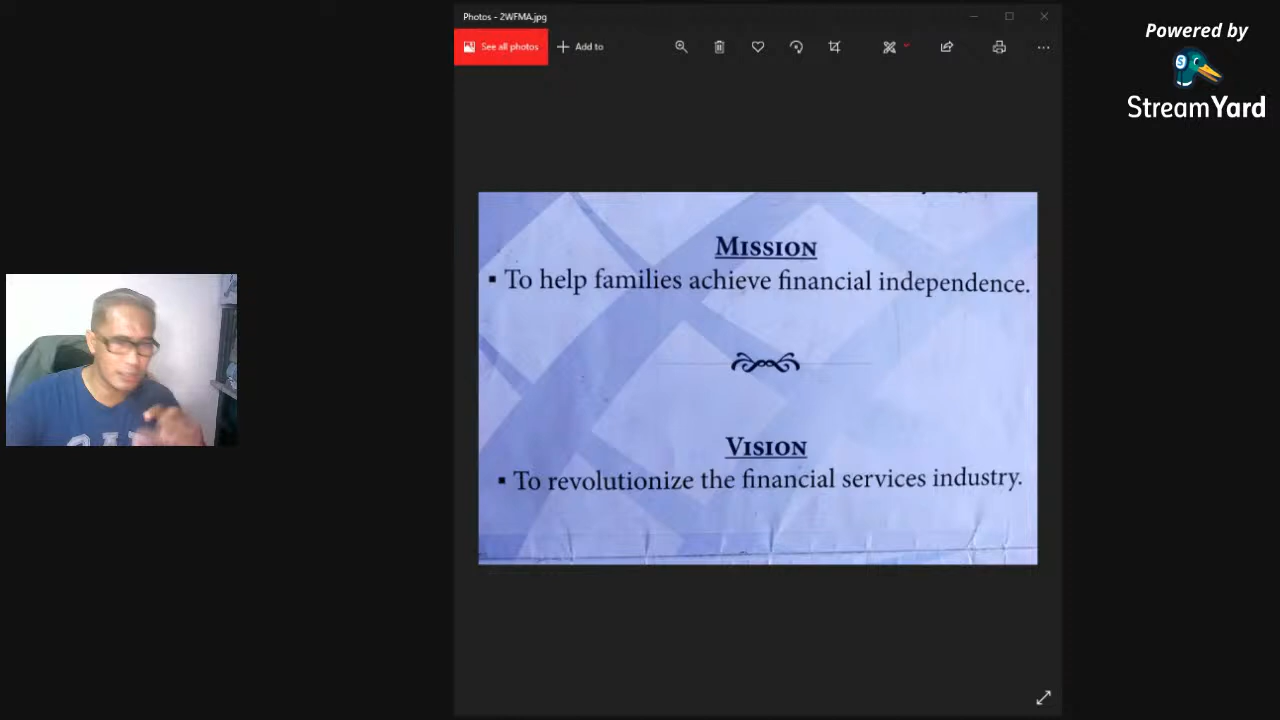 Photos - 2WFMA.jpg
See all photos
Add to
Powered by
StreamYard
MISSION
▪ To help families achieve financial independence.
VISION
▪ To revolutionize the financial services industry.